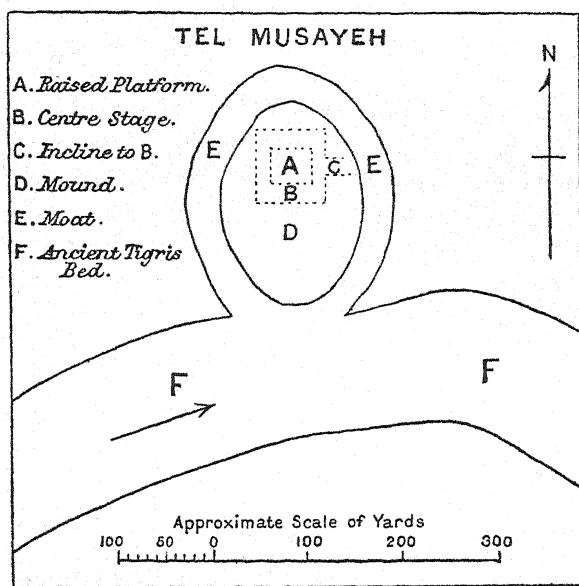 TEL MUSAYEH
N
A. Raised Platform.
B. Centre Stage.
C. Incline to B.
D. Mound.
E. Moat.
F. Ancient Tigris
Bed.
E
A
C
E
B
D
F
F
Approximate Scale of Yards
100 50 0 100 200 300